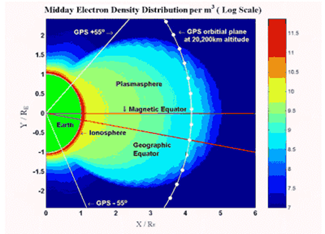 Midday Electron Density Distribution per m³ ( Log Scale)
GPS +55°
← GPS orbital plane
at 20,200km altitude
Plasmasphere
Magnetic Equator
Earth
Ionosphere
Geographic
Equator
← GPS - 55°
Y / RE
2
1.5
1
0.5
0
-0.5
-1
-1.5
-2
0
1
2
3
4
5
6
X / RE
11.5
11
10.5
10
9.5
9
8.5
8
7.5
7